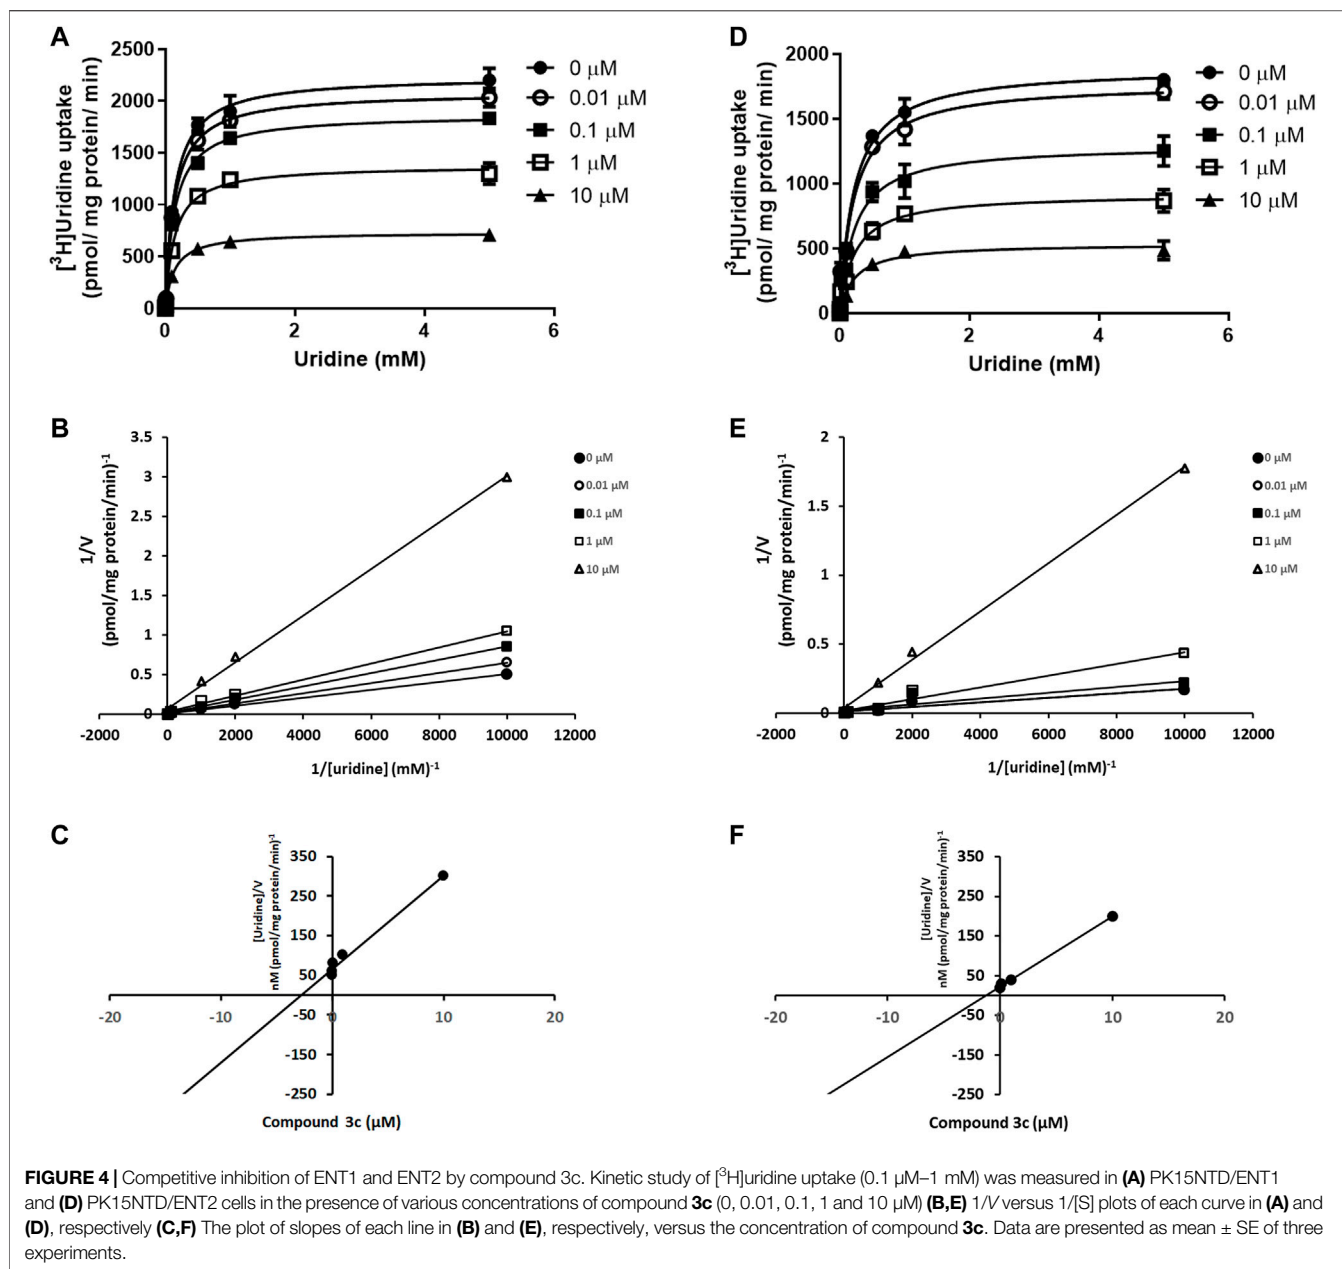 A
[³H]Uridine uptake
(pmol/ mg protein/ min)
2500
2000
1500
1000
500
0
0
2
4
6
Uridine (mM)
0 µM
0.01 µM
0.1 µM
1 µM
10 µM
D
[³H]Uridine uptake
(pmol/ mg protein/ min)
2000
1500
1000
500
0
0
2
4
6
Uridine (mM)
0 µM
0.01 µM
0.1 µM
1 µM
10 µM
B
1/V
(pmol/mg protein/min)⁻¹
3.5
3
2.5
2
1.5
1
0.5
0
-2000
0
2000
4000
6000
8000
10000
12000
1/[uridine] (mM)⁻¹
0 µM
0.01 µM
0.1 µM
1 µM
10 µM
E
1/V
(pmol/mg protein/min)⁻¹
2
1.5
1
0.5
0
-2000
0
2000
4000
6000
8000
10000
12000
1/[uridine] (mM)⁻¹
0 µM
0.01 µM
0.1 µM
1 µM
10 µM
C
[Uridine]/V
nM (pmol/mg protein/min)⁻¹
350
250
150
50
-50
-150
-250
-20
-10
0
10
20
Compound 3c (µM)
F
[Uridine]/V
nM (pmol/mg protein/min)⁻¹
350
250
150
50
-50
-150
-250
-20
-10
0
10
20
Compound 3c (µM)
FIGURE 4 | Competitive inhibition of ENT1 and ENT2 by compound 3c. Kinetic study of [³H]uridine uptake (0.1 µM–1 mM) was measured in (A) PK15NTD/ENT1
and (D) PK15NTD/ENT2 cells in the presence of various concentrations of compound 3c (0, 0.01, 0.1, 1 and 10 µM) (B,E) 1/V versus 1/[S] plots of each curve in (A) and
(D), respectively (C,F) The plot of slopes of each line in (B) and (E), respectively, versus the concentration of compound 3c. Data are presented as mean ± SE of three
experiments.